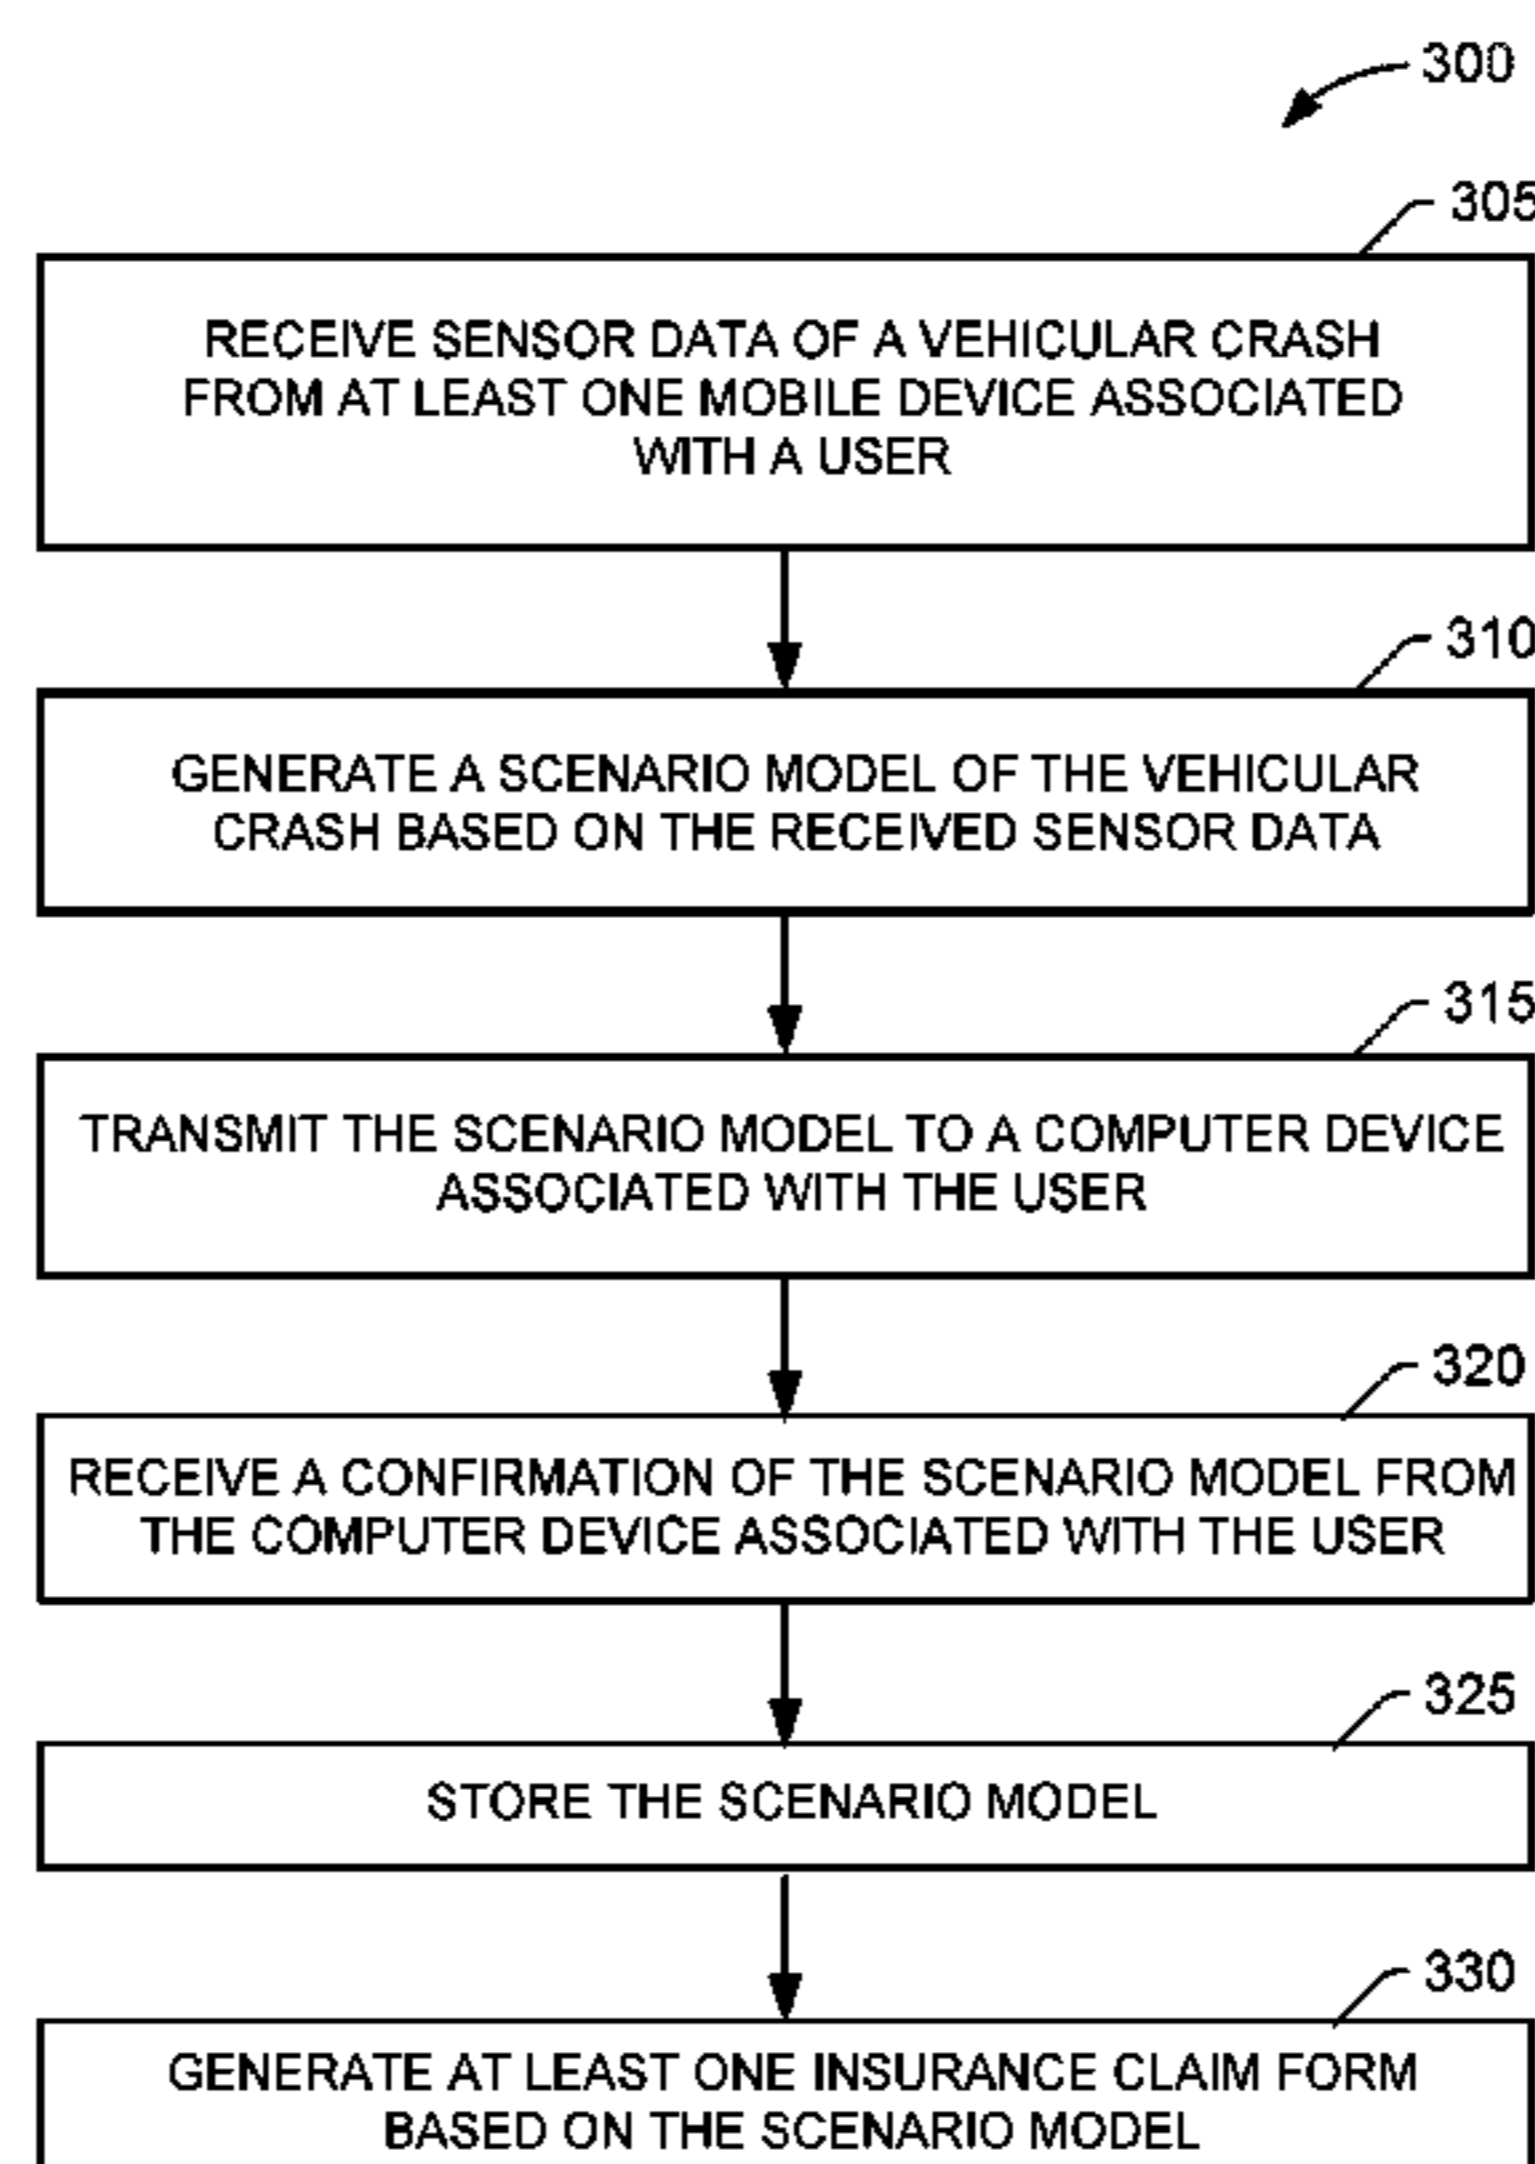 300
305
RECEIVE SENSOR DATA OF A VEHICULAR CRASH
FROM AT LEAST ONE MOBILE DEVICE ASSOCIATED
WITH A USER
310
GENERATE A SCENARIO MODEL OF THE VEHICULAR
CRASH BASED ON THE RECEIVED SENSOR DATA
315
TRANSMIT THE SCENARIO MODEL TO A COMPUTER DEVICE
ASSOCIATED WITH THE USER
320
RECEIVE A CONFIRMATION OF THE SCENARIO MODEL FROM
THE COMPUTER DEVICE ASSOCIATED WITH THE USER
325
STORE THE SCENARIO MODEL
330
GENERATE AT LEAST ONE INSURANCE CLAIM FORM
BASED ON THE SCENARIO MODEL